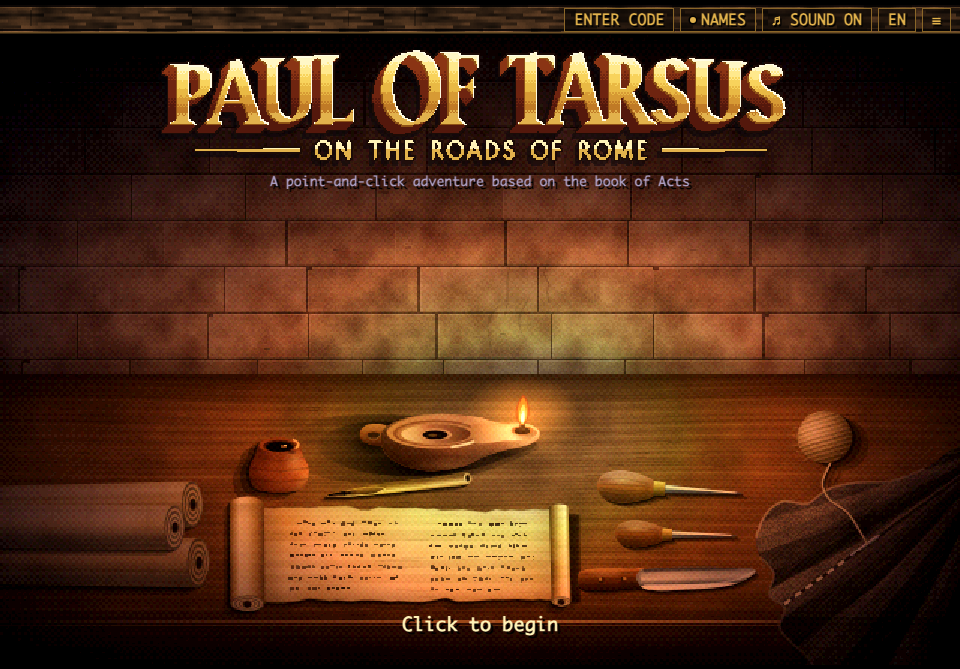 ENTER CODE
● NAMES
♬ SOUND ON
EN
≡
PAUL OF TARSUS
ON THE ROADS OF ROME
A point-and-click adventure based on the book of Acts
Click to begin